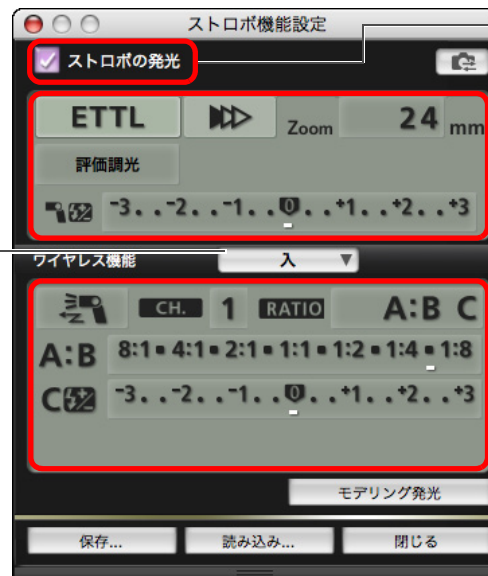 ストロボ機能設定
ストロボの発光
ETTL Zoom 24 mm
評価調光
-3..-2..-1..0..+1..+2..+3
ワイヤレス機能 入
CH. 1 RATIO A:B C
A:B 8:1 4:1 2:1 1:1 1:2 1:4 1:8
C -3..-2..-1..0..+1..+2..+3
モデリング発光
保存... 読み込み... 閉じる